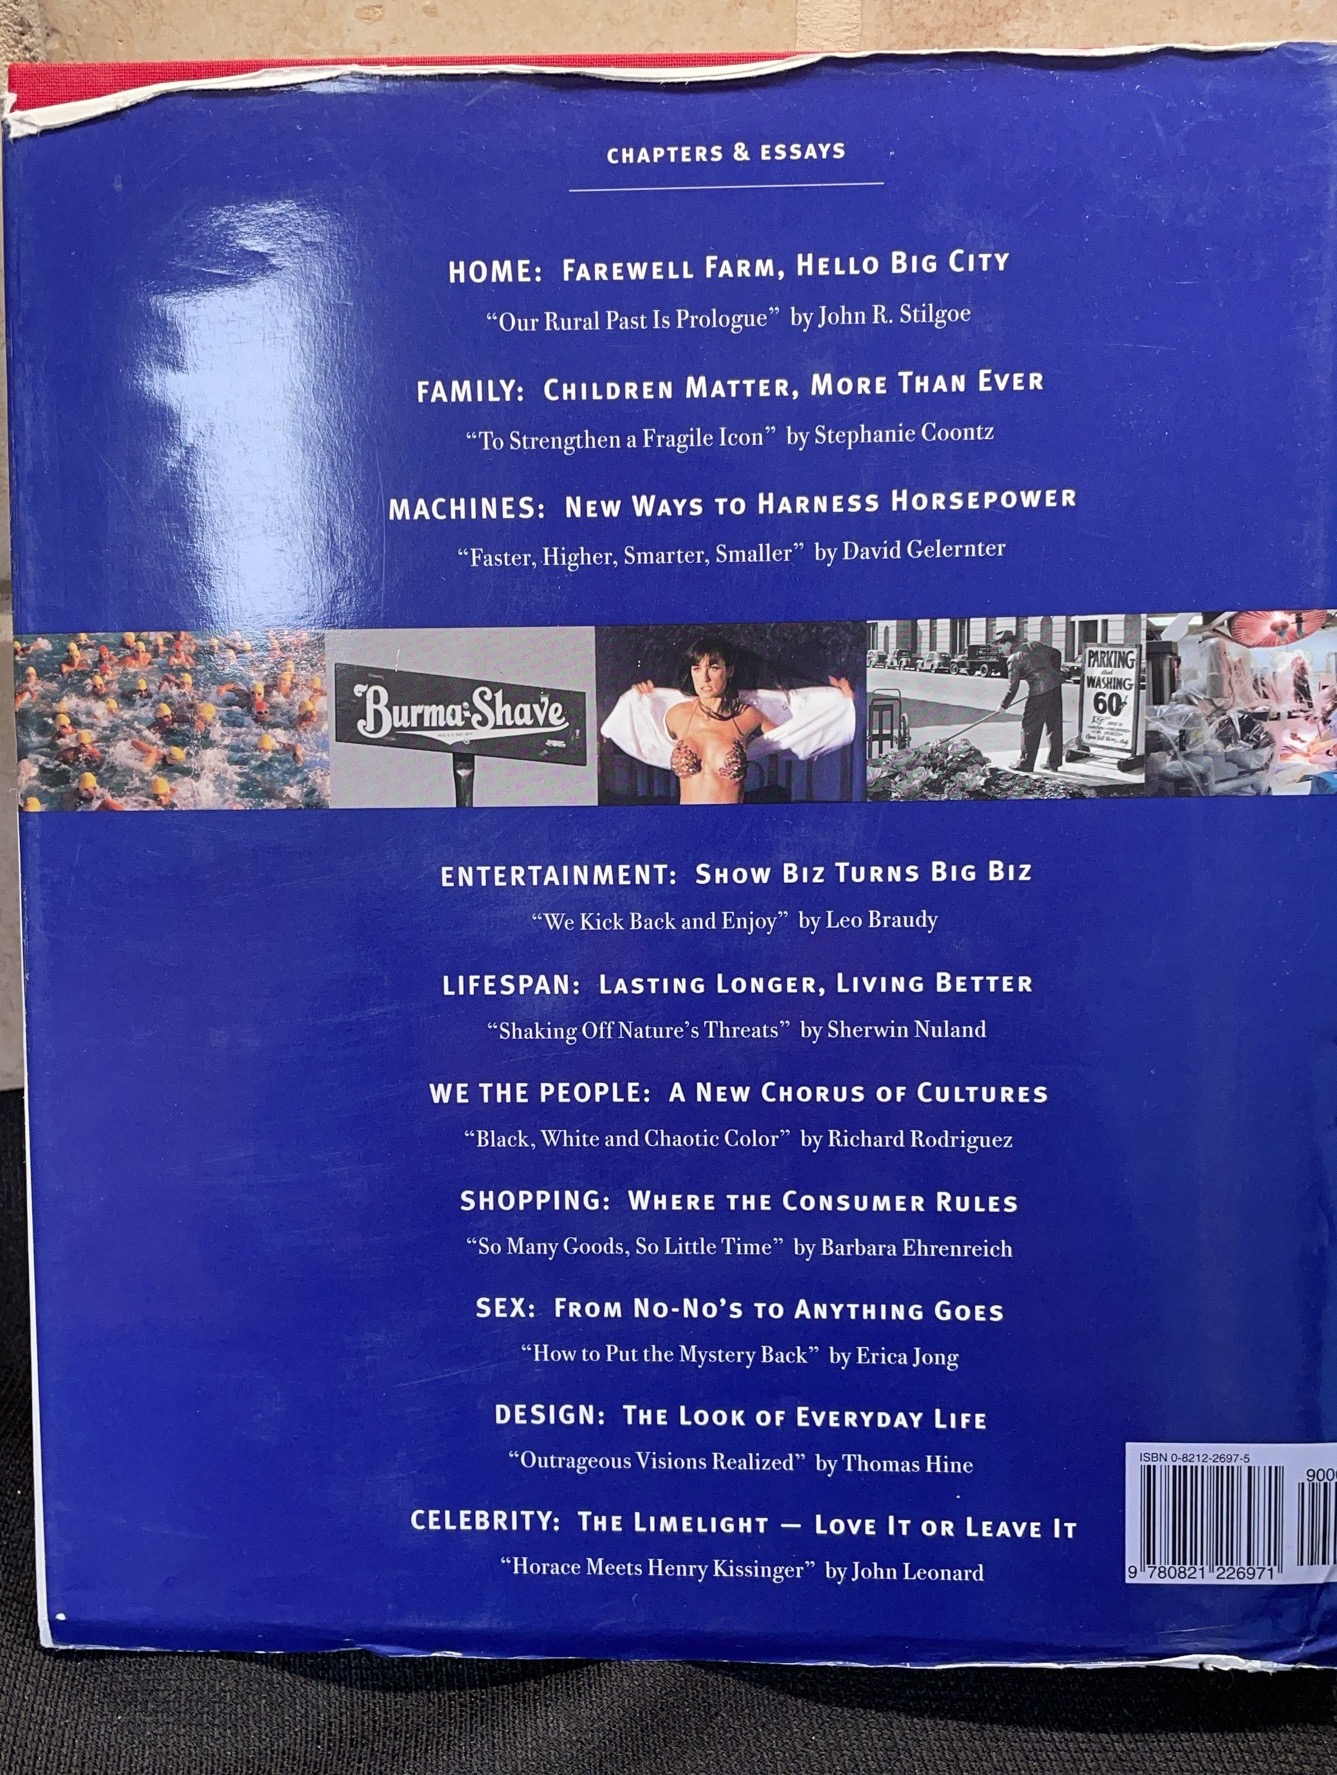 CHAPTERS & ESSAYS
HOME: FAREWELL FARM, HELLO BIG CITY
“Our Rural Past Is Prologue” by John R. Stilgoe
FAMILY: CHILDREN MATTER, MORE THAN EVER
“To Strengthen a Fragile Icon” by Stephanie Coontz
MACHINES: NEW WAYS TO HARNESS HORSEPOWER
“Faster, Higher, Smarter, Smaller” by David Gelernter
Burma-Shave
PARKING
WASHING
60¢
ENTERTAINMENT: SHOW BIZ TURNS BIG BIZ
“We Kick Back and Enjoy” by Leo Braudy
LIFESPAN: LASTING LONGER, LIVING BETTER
“Shaking Off Nature’s Threats” by Sherwin Nuland
WE THE PEOPLE: A NEW CHORUS OF CULTURES
“Black, White and Chaotic Color” by Richard Rodriguez
SHOPPING: WHERE THE CONSUMER RULES
“So Many Goods, So Little Time” by Barbara Ehrenreich
SEX: FROM NO-NO’S TO ANYTHING GOES
“How to Put the Mystery Back” by Erica Jong
DESIGN: THE LOOK OF EVERYDAY LIFE
“Outrageous Visions Realized” by Thomas Hine
CELEBRITY: THE LIMELIGHT — LOVE IT OR LEAVE IT
“Horace Meets Henry Kissinger” by John Leonard
ISBN 0-8212-2697-5
900
9 780821 226971